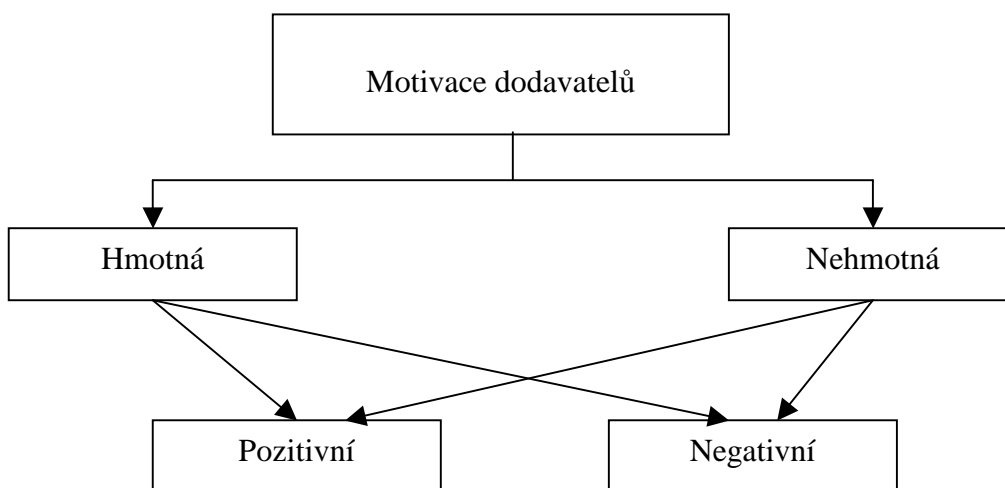 Motivace dodavatelů
Hmotná
Nehmotná
Pozitivní
Negativní